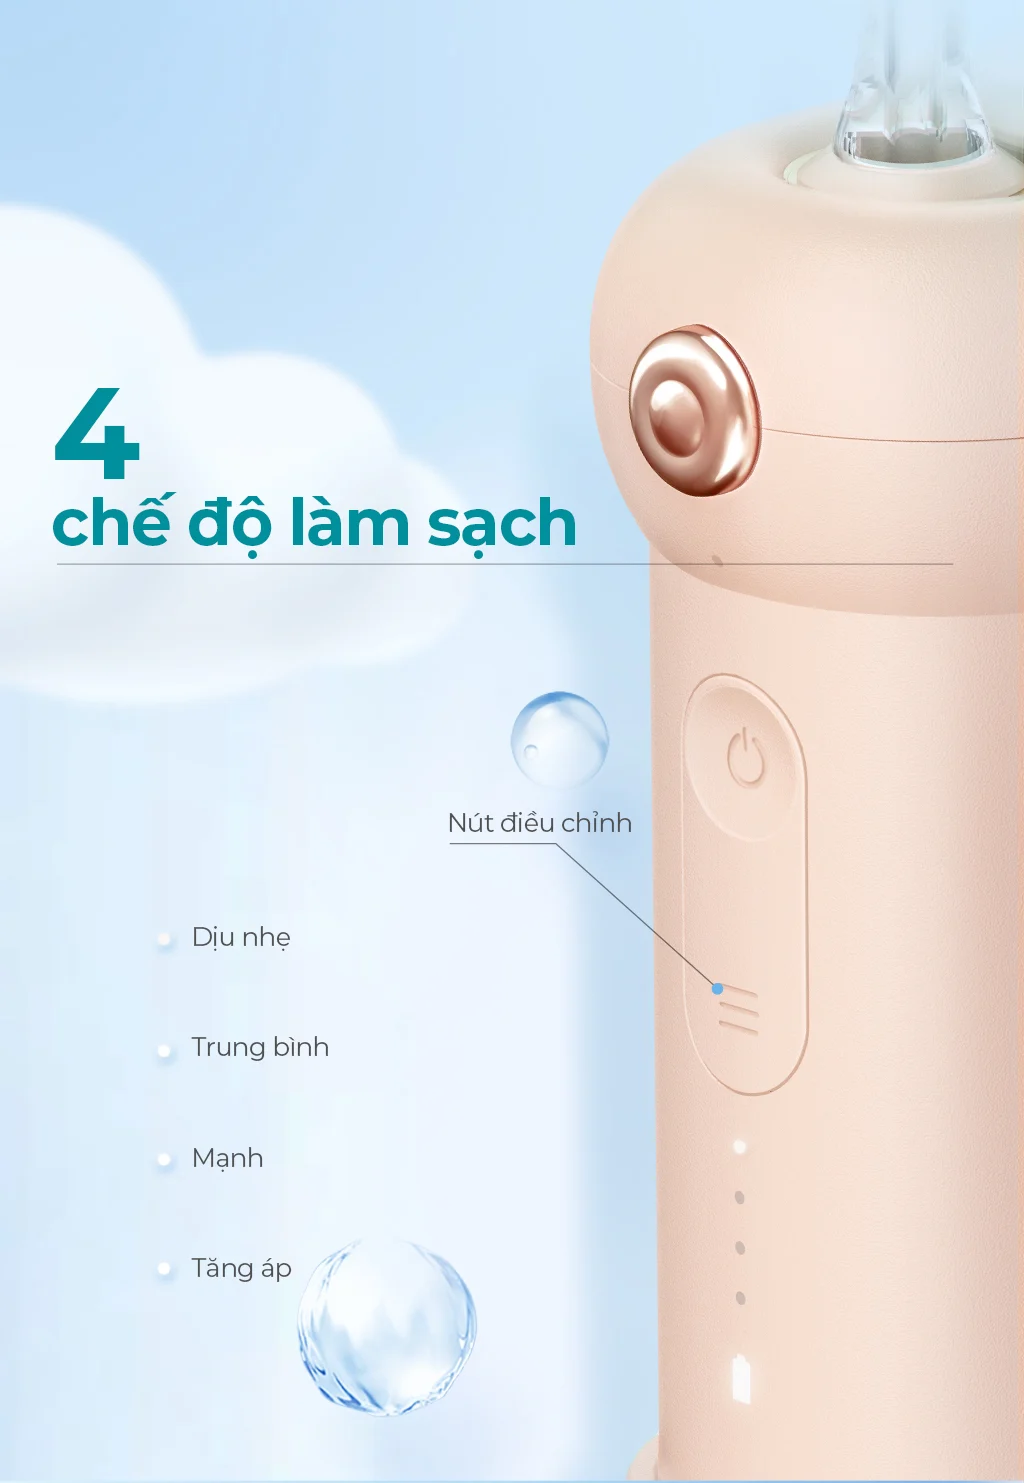 4
chế độ làm sạch
Nút điều chỉnh
Dịu nhẹ
Trung bình
Mạnh
Tăng áp